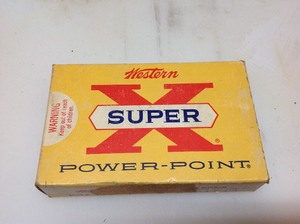 Western
X
SUPER
POWER-POINT®
WARNING
Keep out of reach
of children.